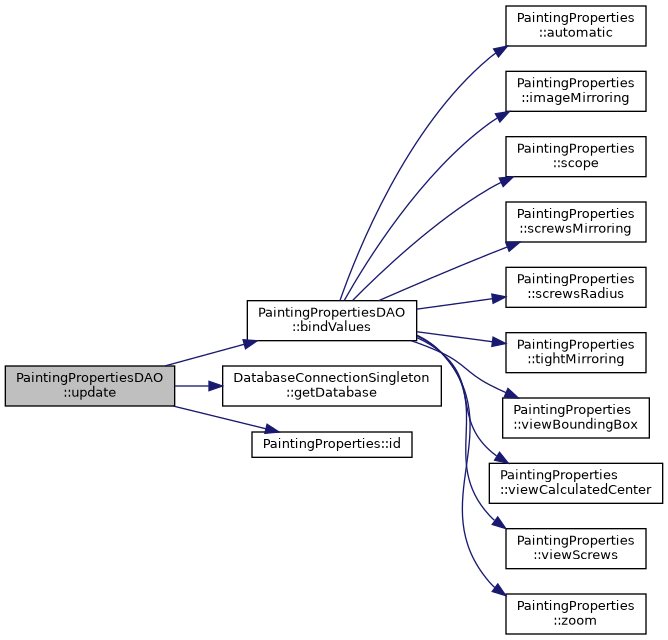 PaintingPropertiesDAO
::update
PaintingPropertiesDAO
::bindValues
DatabaseConnectionSingleton
::getDatabase
PaintingProperties::id
PaintingProperties
::automatic
PaintingProperties
::imageMirroring
PaintingProperties
::scope
PaintingProperties
::screwsMirroring
PaintingProperties
::screwsRadius
PaintingProperties
::tightMirroring
PaintingProperties
::viewBoundingBox
PaintingProperties
::viewCalculatedCenter
PaintingProperties
::viewScrews
PaintingProperties
::zoom